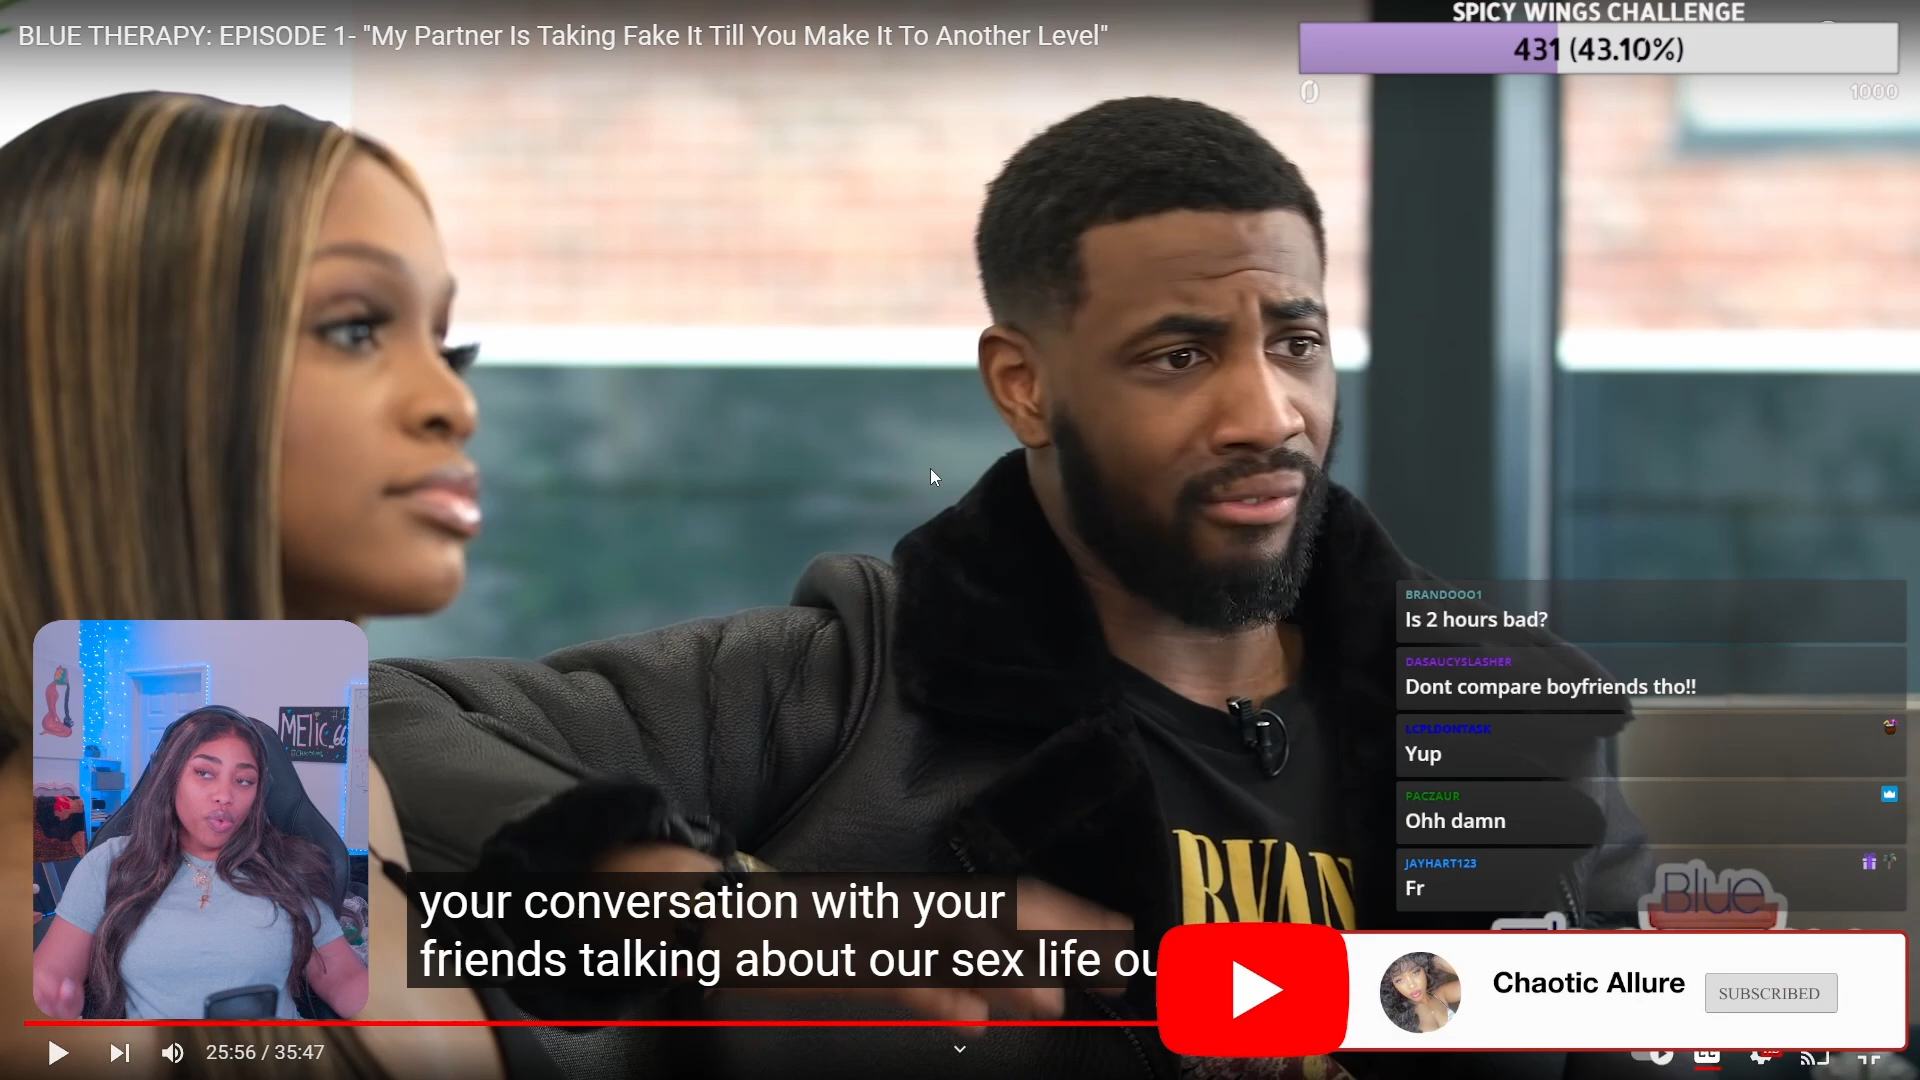 BLUE THERAPY: EPISODE 1- "My Partner Is Taking Fake It Till You Make It To Another Level"
SPICY WINGS CHALLENGE
431 (43.10%)
0
1000
BRANDOOO1
Is 2 hours bad?
DASAUCYSLASHER
Dont compare boyfriends tho!!
LCPLDONTASK
Yup
PACZAUR
Ohh damn
JAYHART123
Fr
MELIC_66
Blue
your conversation with your
friends talking about our sex life ou
Chaotic Allure
SUBSCRIBED
25:56 / 35:47